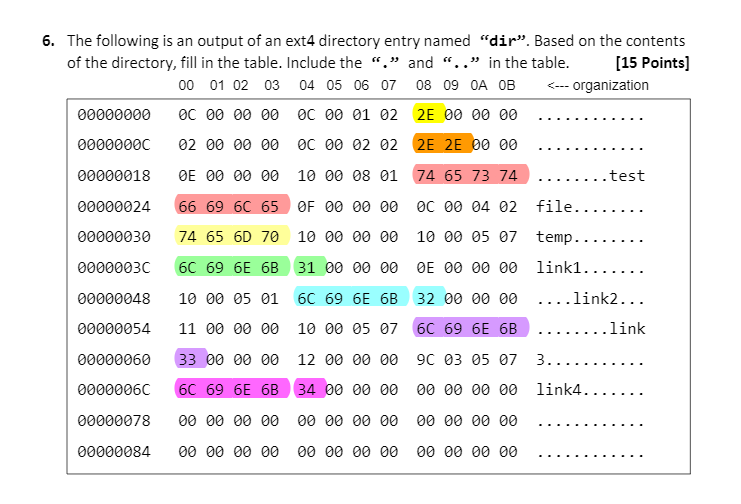 6. The following is an output of an ext4 directory entry named “dir”. Based on the contents
of the directory, fill in the table. Include the “.” and “..” in the table. [15 Points]
00 01 02 03 04 05 06 07 08 09 0A 0B <--- organization
00000000 0C 00 00 00 0C 00 01 02 2E 00 00 00 ............
0000000C 02 00 00 00 0C 00 02 02 2E 2E 00 00 ............
00000018 0E 00 00 00 10 00 08 01 74 65 73 74 ........test
00000024 66 69 6C 65 0F 00 00 00 0C 00 04 02 file........
00000030 74 65 6D 70 10 00 00 00 10 00 05 07 temp........
0000003C 6C 69 6E 6B 31 00 00 00 0E 00 00 00 link1.......
00000048 10 00 05 01 6C 69 6E 6B 32 00 00 00 ....link2...
00000054 11 00 00 00 10 00 05 07 6C 69 6E 6B ........link
00000060 33 00 00 00 12 00 00 00 9C 03 05 07 3...........
0000006C 6C 69 6E 6B 34 00 00 00 00 00 00 00 link4.......
00000078 00 00 00 00 00 00 00 00 00 00 00 00 ............
00000084 00 00 00 00 00 00 00 00 00 00 00 00 ............